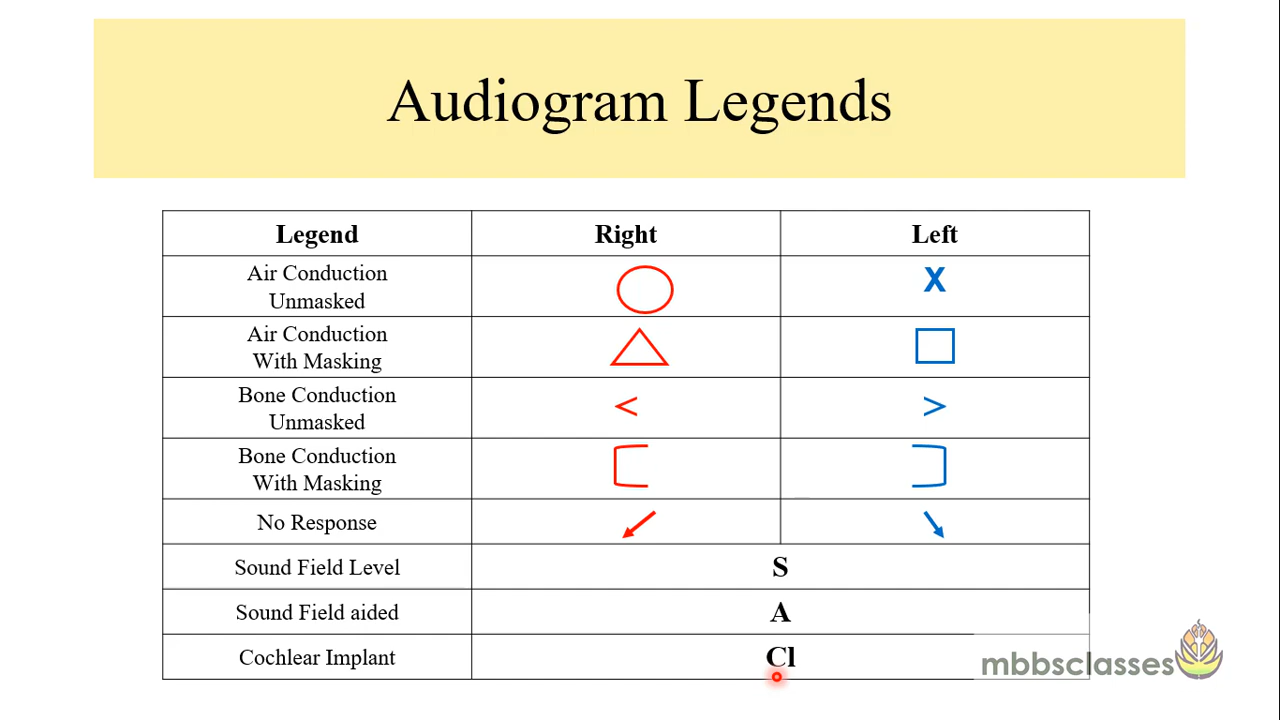 Audiogram Legends
Legend Right Left
Air Conduction
Unmasked
X
Air Conduction
With Masking
Bone Conduction
Unmasked
< >
Bone Conduction
With Masking
[ ]
No Response
Sound Field Level S
Sound Field aided A
Cochlear Implant Cl
mbbsclasses